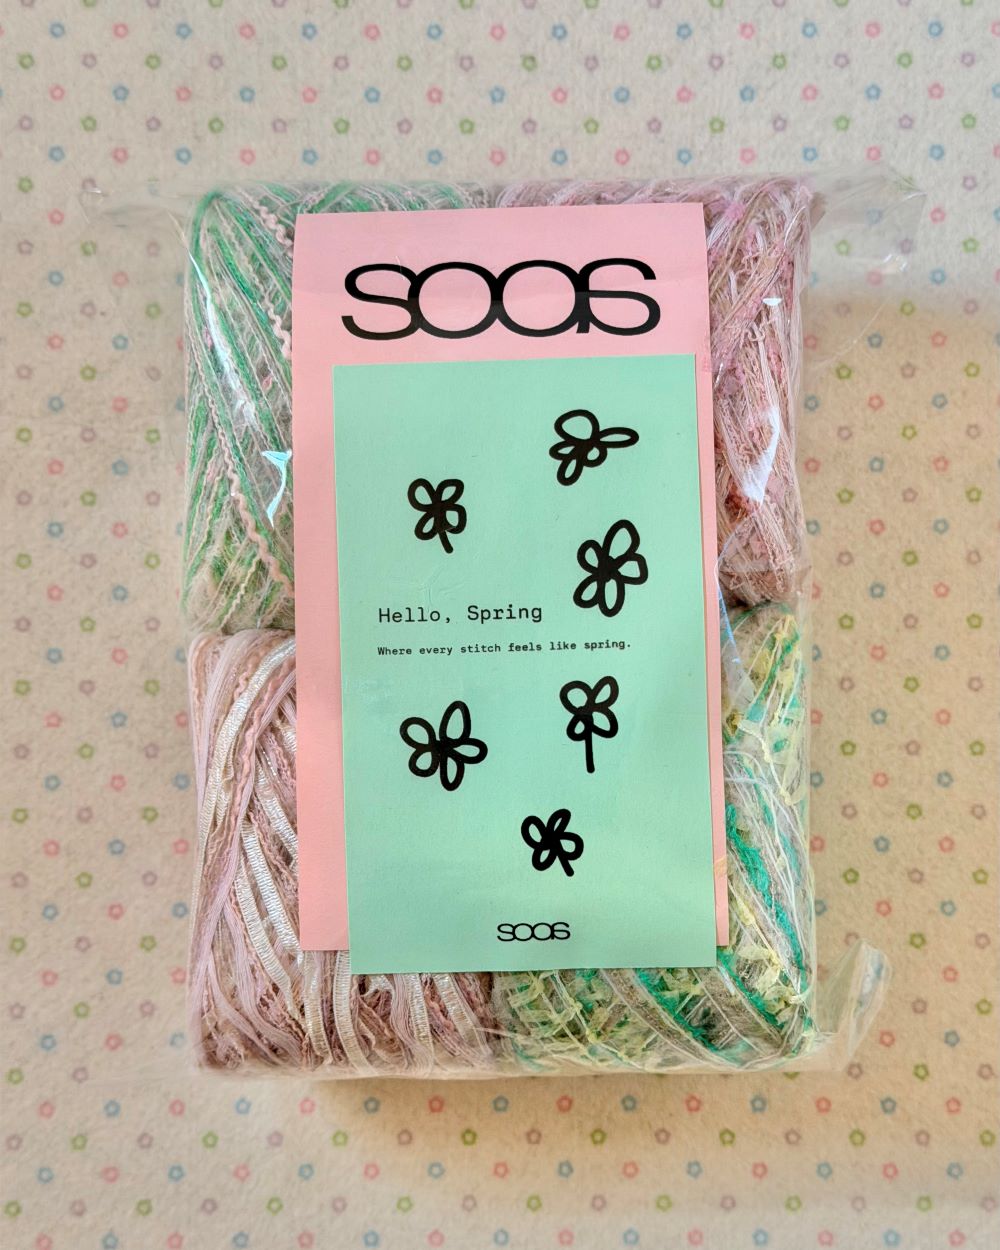 SOOS
Hello, Spring
Where every stitch feels like spring.
SOOS